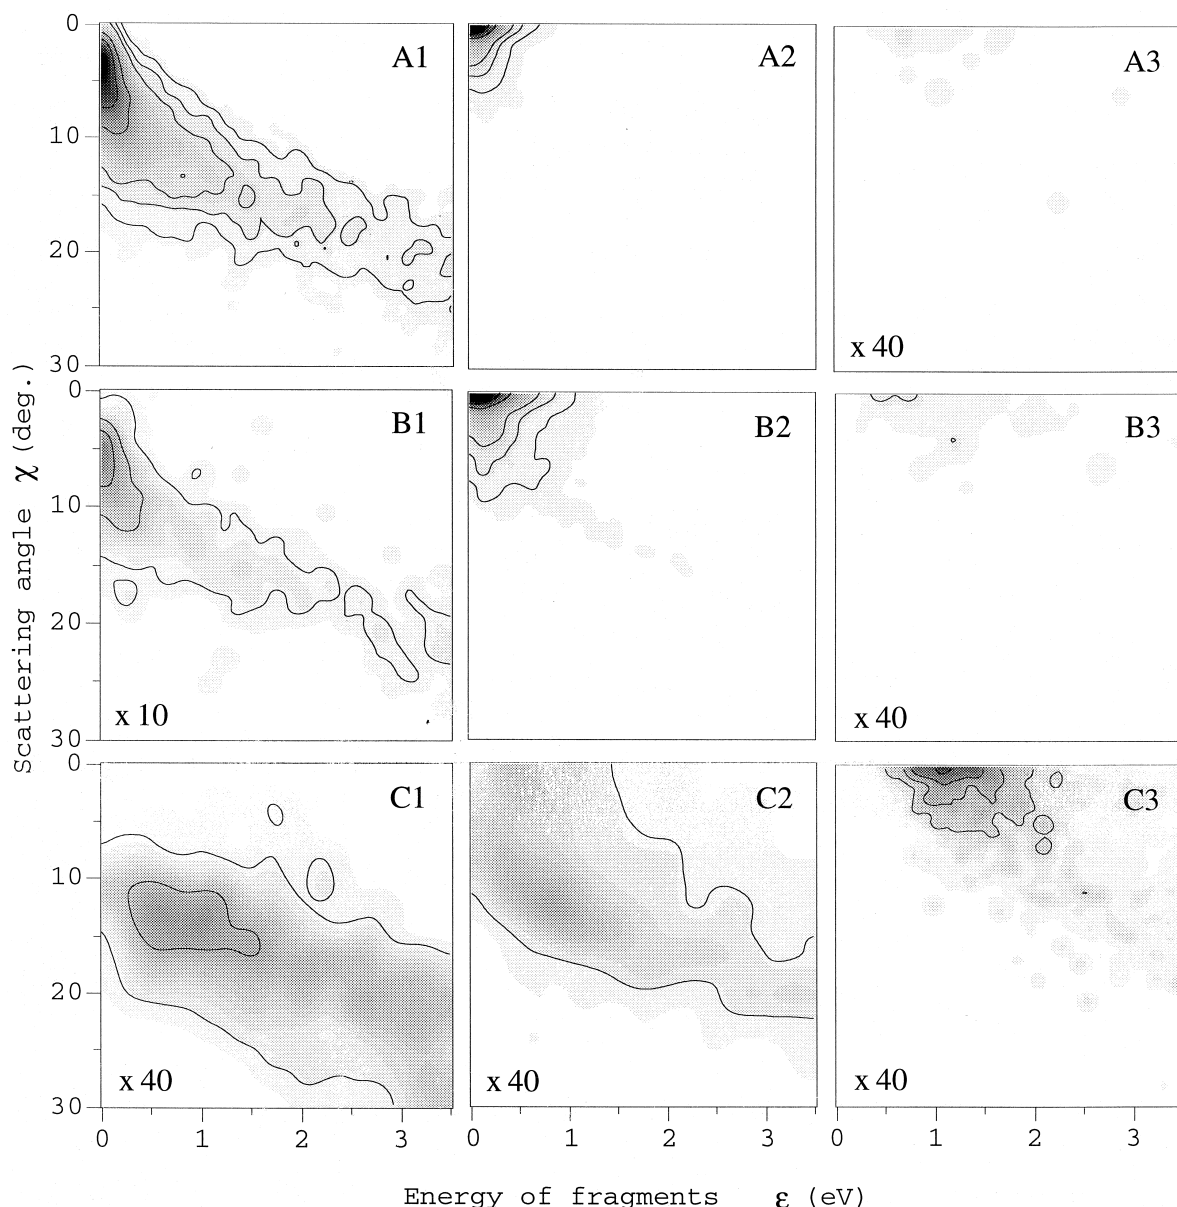 0 A1 A2 A3
10
20
30 x 40
0 B1 B2 B3
10
20
30 x 10 x 40
0 C1 C2 C3
10
20
30 x 40 x 40 x 40
0 1 2 3 0 1 2 3 0 1 2 3
Scattering angle χ (deg.)
Energy of fragments ε (eV)